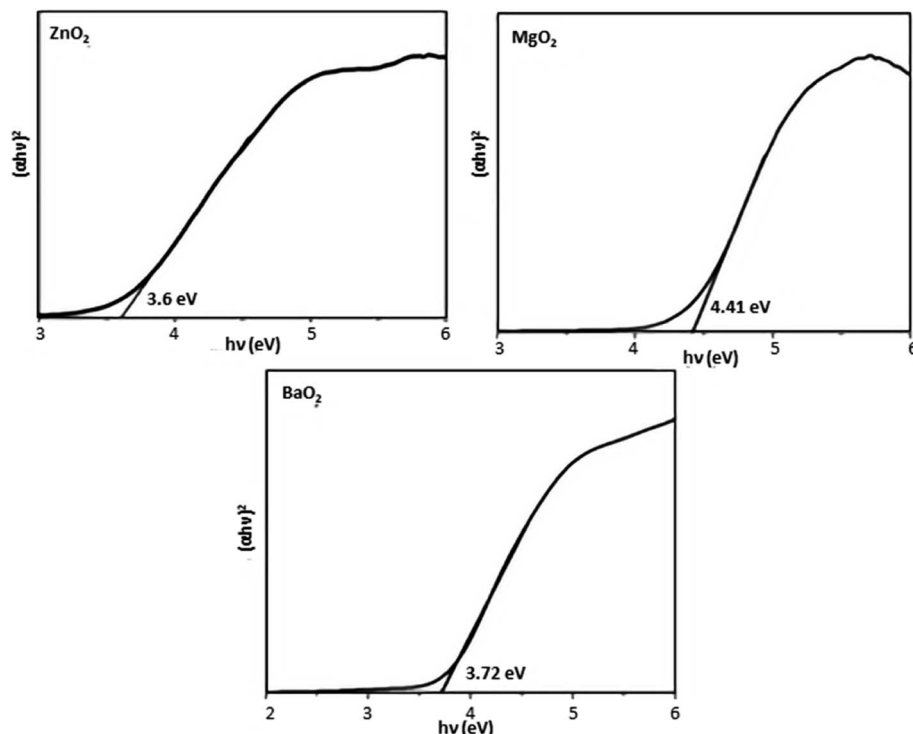 ZnO₂
(αhν)²
3.6 eV
3 4 5 6
hν (eV)
MgO₂
(αhν)²
4.41 eV
3 4 5 6
hν (eV)
BaO₂
(αhν)²
3.72 eV
2 3 4 5 6
hν (eV)